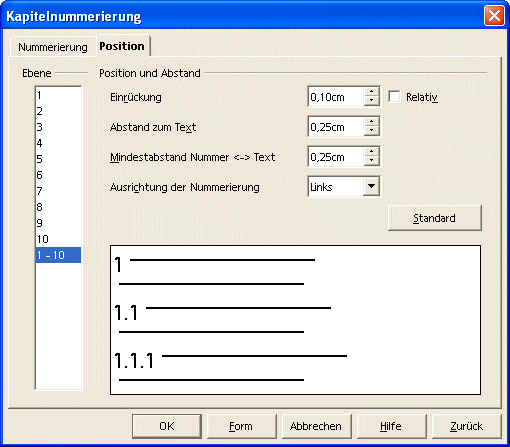 Kapitelnummerierung
Nummerierung Position
Ebene Position und Abstand
1
2
3
4
5
6
7
8
9
10
1 - 10
Einrückung 0,10cm Relativ
Abstand zum Text 0,25cm
Mindestabstand Nummer <-> Text 0,25cm
Ausrichtung der Nummerierung Links
Standard
1
1.1
1.1.1
OK Form Abbrechen Hilfe Zurück